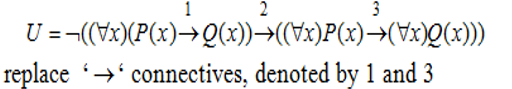 1 2 3
U = ¬((∀x)(P(x)→Q(x))→((∀x)P(x)→(∀x)Q(x)))
replace ‘→‘ connectives, denoted by 1 and 3